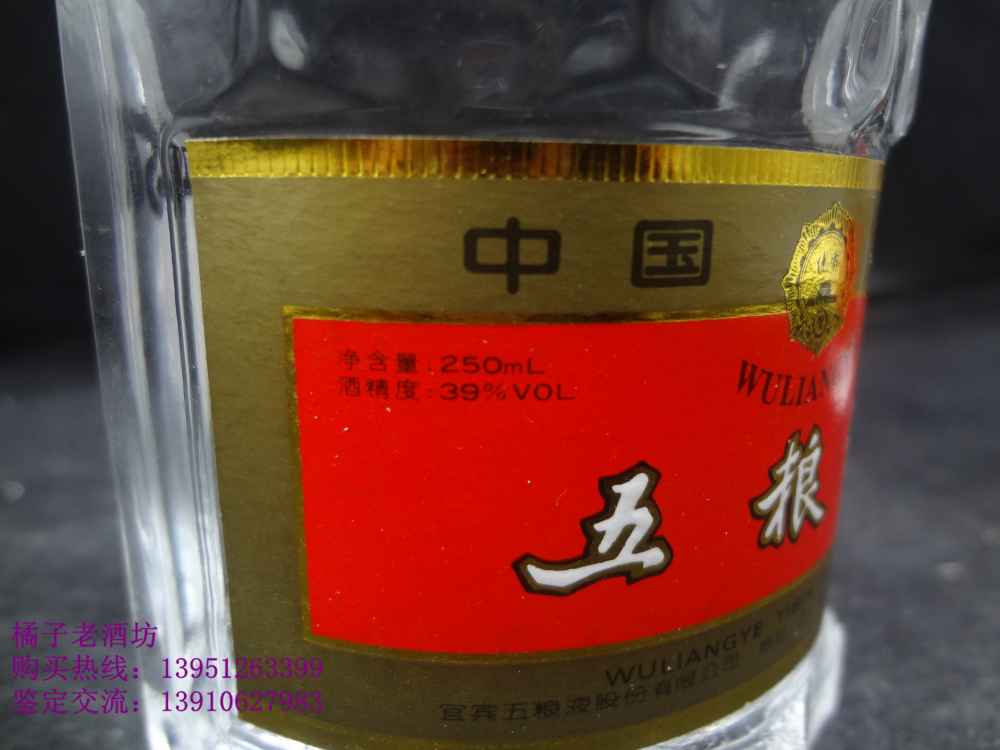 中国
净含量:250mL
酒精度:39%VOL
五粮
WULIANGYE
宜宾五粮液股份有限公司
橘子老酒坊
购买热线：13951263399
鉴定交流：13910627983